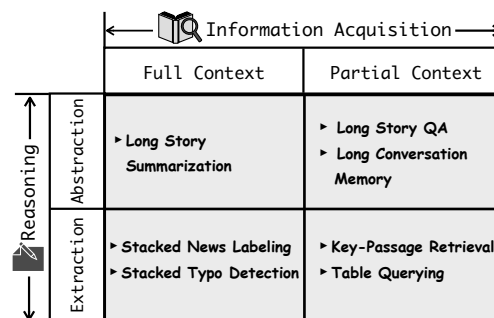 Information Acquisition
Full Context
Partial Context
Reasoning
Abstraction
▸ Long Story
Summarization
▸ Long Story QA
▸ Long Conversation
Memory
Extraction
▸ Stacked News Labeling
▸ Stacked Typo Detection
▸ Key-Passage Retrieval
▸ Table Querying